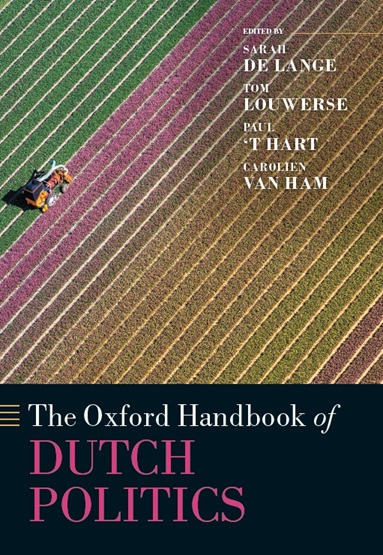 EDITED BY
SARAH
DE LANGE
TOM
LOUWERSE
PAUL
‘T HART
CAROLIEN
VAN HAM
The Oxford Handbook of
DUTCH
POLITICS